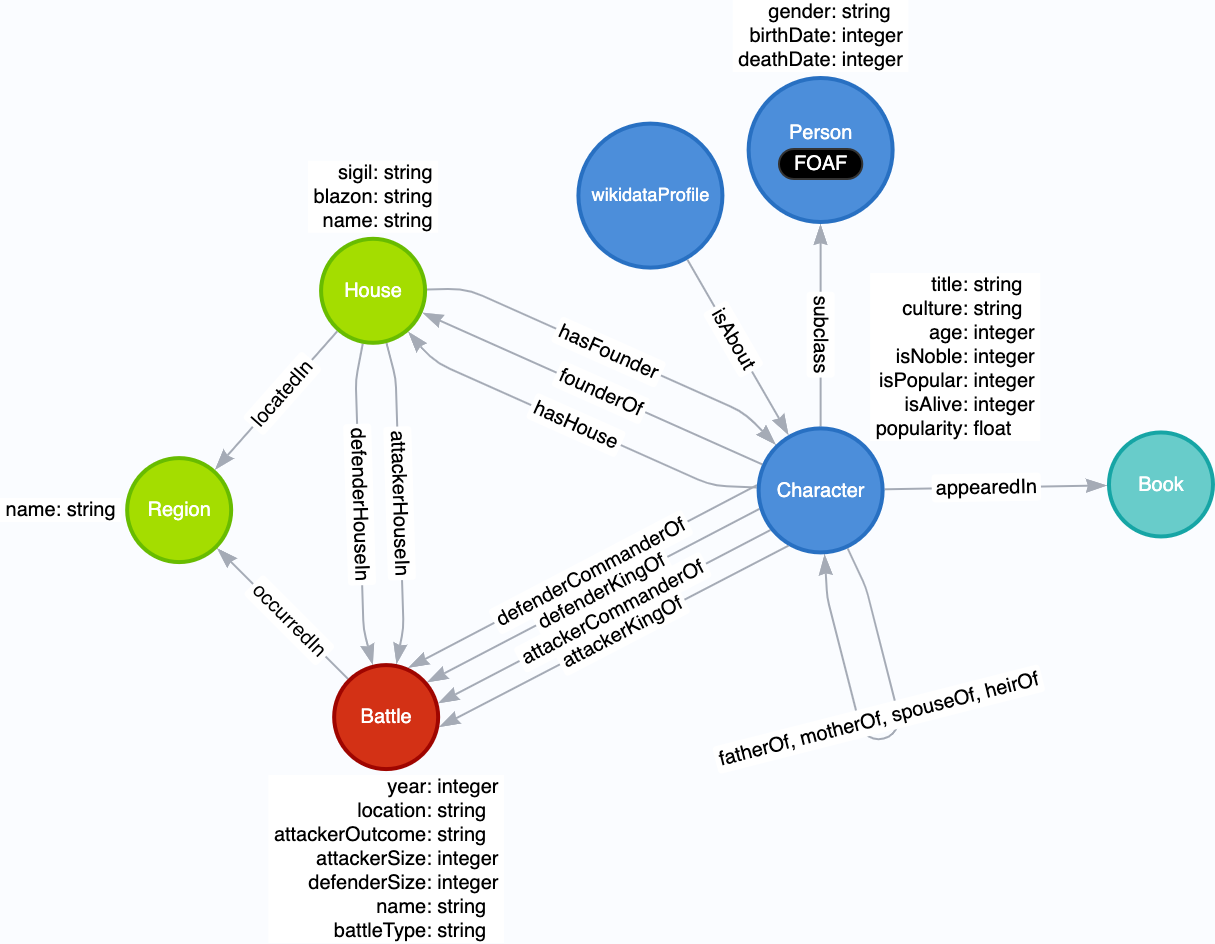 gender: string
birthDate: integer
deathDate: integer
Person
FOAF
wikidataProfile
sigil: string
blazon: string
name: string
House
hasFounder
founderOf
hasHouse
isAbout
subclass
title: string
culture: string
age: integer
isNoble: integer
isPopular: integer
isAlive: integer
popularity: float
locatedIn
defenderHouseIn
attackerHouseIn
Character
appearedIn
Book
name: string
Region
occurredIn
defenderCommanderOf
defenderKingOf
attackerCommanderOf
attackerKingOf
fatherOf, motherOf, spouseOf, heirOf
Battle
year: integer
location: string
attackerOutcome: string
attackerSize: integer
defenderSize: integer
name: string
battleType: string